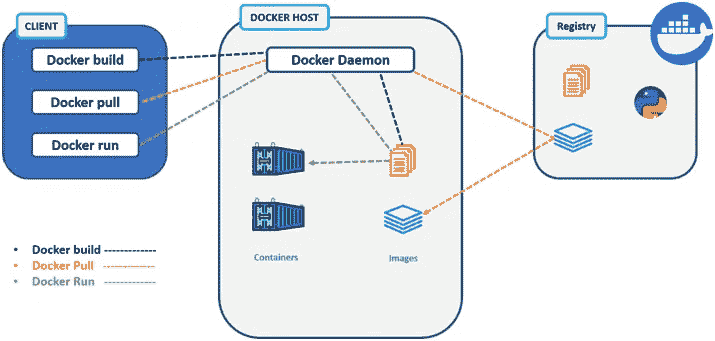 CLIENT
Docker build
Docker pull
Docker run
DOCKER HOST
Docker Daemon
Containers
Images
Registry
Docker build
Docker Pull
Docker Run